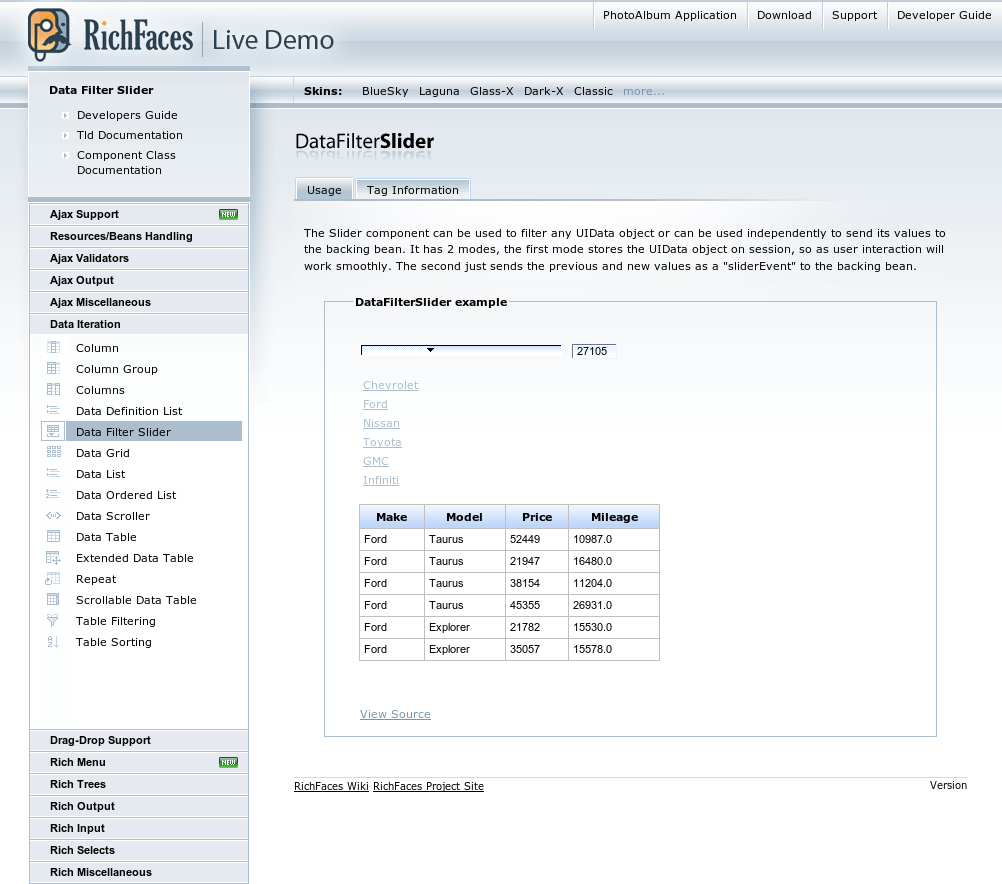 RichFaces Live Demo
PhotoAlbum Application Download Support Developer Guide
Data Filter Slider
Developers Guide
Tld Documentation
Component Class
Documentation
Skins: BlueSky Laguna Glass-X Dark-X Classic more...
Ajax Support NEW
Resources/Beans Handling
Ajax Validators
Ajax Output
Ajax Miscellaneous
Data Iteration
Column
Column Group
Columns
Data Definition List
Data Filter Slider
Data Grid
Data List
Data Ordered List
Data Scroller
Data Table
Extended Data Table
Repeat
Scrollable Data Table
Table Filtering
Table Sorting
Drag-Drop Support
Rich Menu NEW
Rich Trees
Rich Output
Rich Input
Rich Selects
Rich Miscellaneous
DataFilterSlider
Usage Tag Information
The Slider component can be used to filter any UIData object or can be used independently to send its values to
the backing bean. It has 2 modes, the first mode stores the UIData object on session, so as user interaction will
work smoothly. The second just sends the previous and new values as a "sliderEvent" to the backing bean.
DataFilterSlider example
27105
Chevrolet
Ford
Nissan
Toyota
GMC
Infiniti
Make Model Price Mileage
Ford Taurus 52449 10987.0
Ford Taurus 21947 16480.0
Ford Taurus 38154 11204.0
Ford Taurus 45355 26931.0
Ford Explorer 21782 15530.0
Ford Explorer 35057 15578.0
View Source
RichFaces Wiki RichFaces Project Site Version